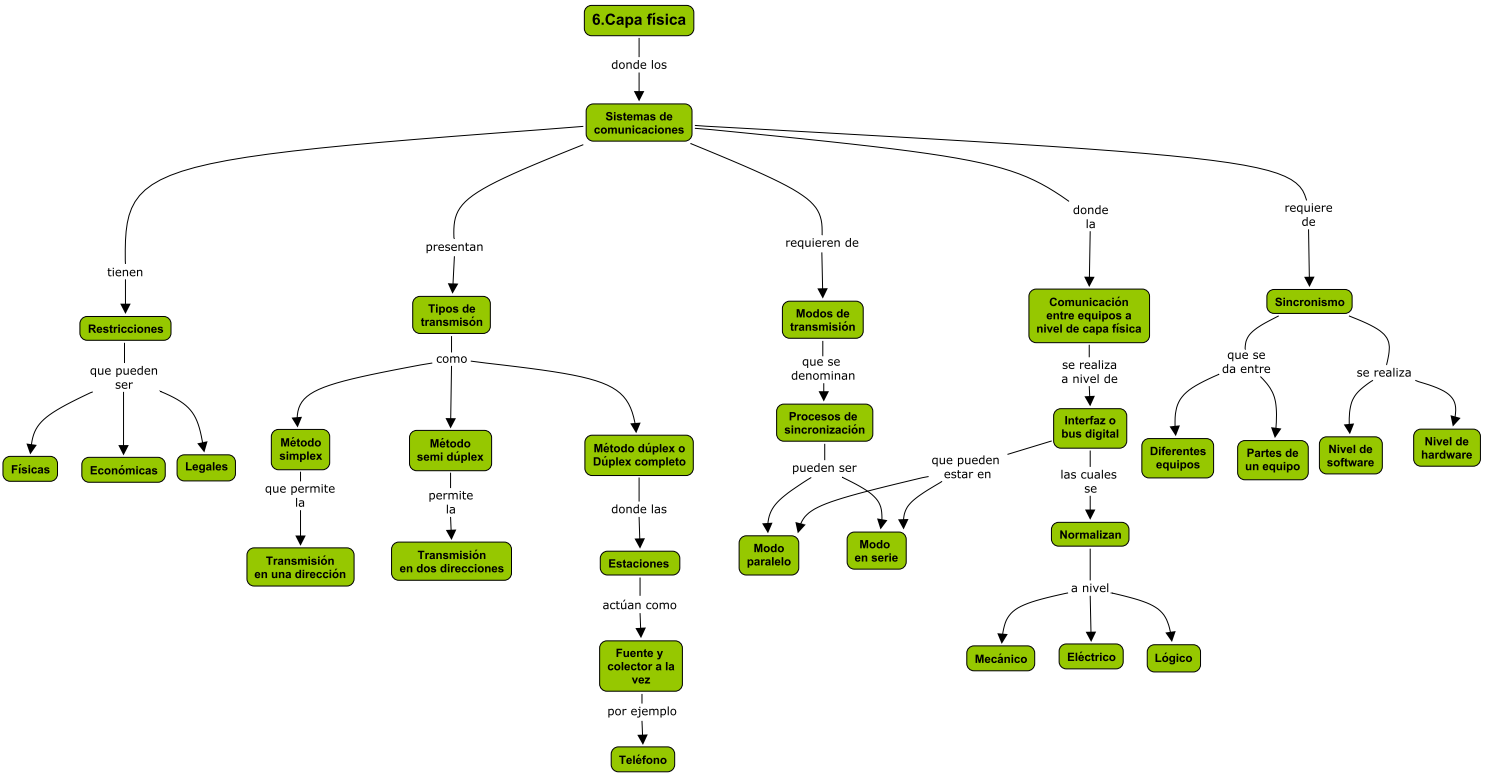 6.Capa física
donde los
Sistemas de
comunicaciones
tienen
Restricciones
que pueden
ser
Físicas
Económicas
Legales
presentan
Tipos de
transmisón
como
Método
simplex
que permite
la
Transmisión
en una dirección
Método
semi dúplex
permite
la
Transmisión
en dos direcciones
Método dúplex o
Dúplex completo
donde las
Estaciones
actúan como
Fuente y
colector a la
vez
por ejemplo
Teléfono
requieren de
Modos de
transmisión
que se
denominan
Procesos de
sincronización
pueden ser
Modo
paralelo
Modo
en serie
donde
la
Comunicación
entre equipos a
nivel de capa física
se realiza
a nivel de
Interfaz o
bus digital
que pueden
estar en
las cuales
se
Normalizan
a nivel
Mecánico
Eléctrico
Lógico
requiere
de
Sincronismo
que se
da entre
Diferentes
equipos
Partes de
un equipo
se realiza
Nivel de
software
Nivel de
hardware